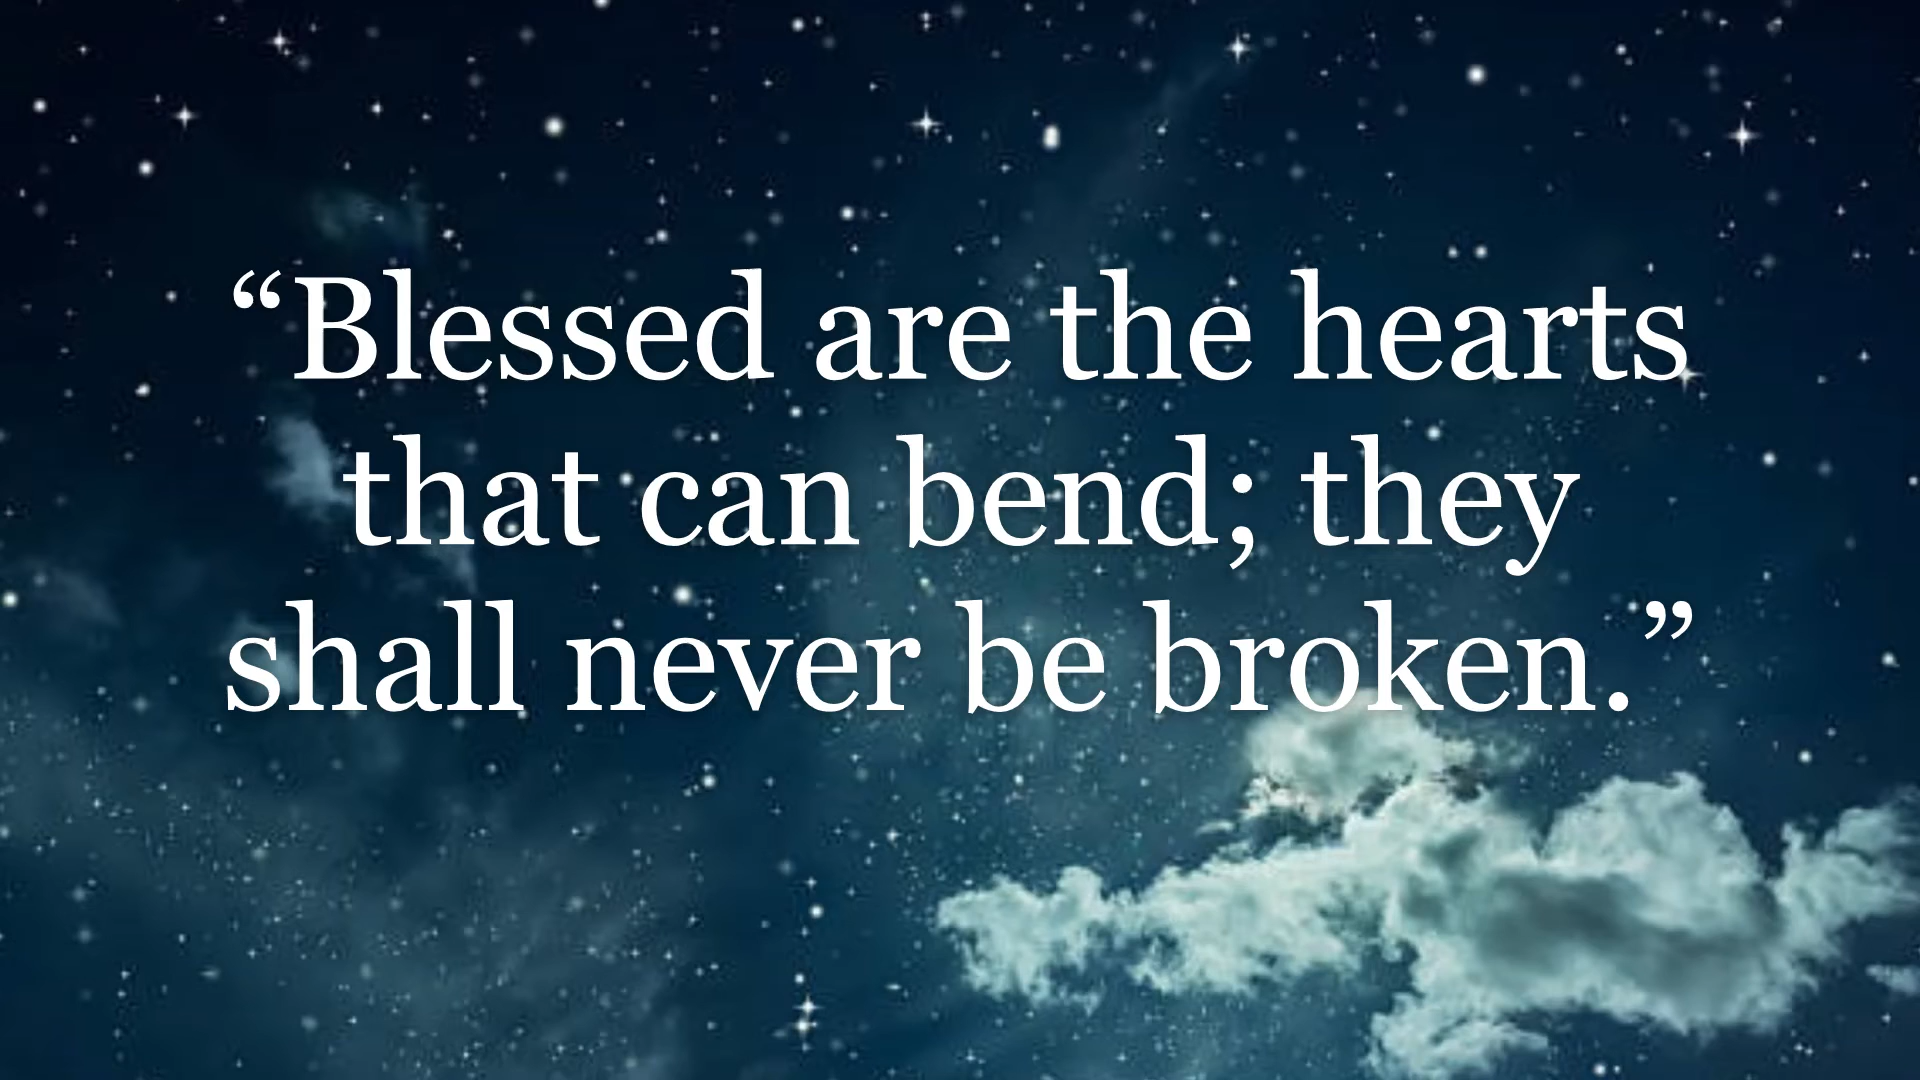 “Blessed are the hearts
that can bend; they
shall never be broken.”